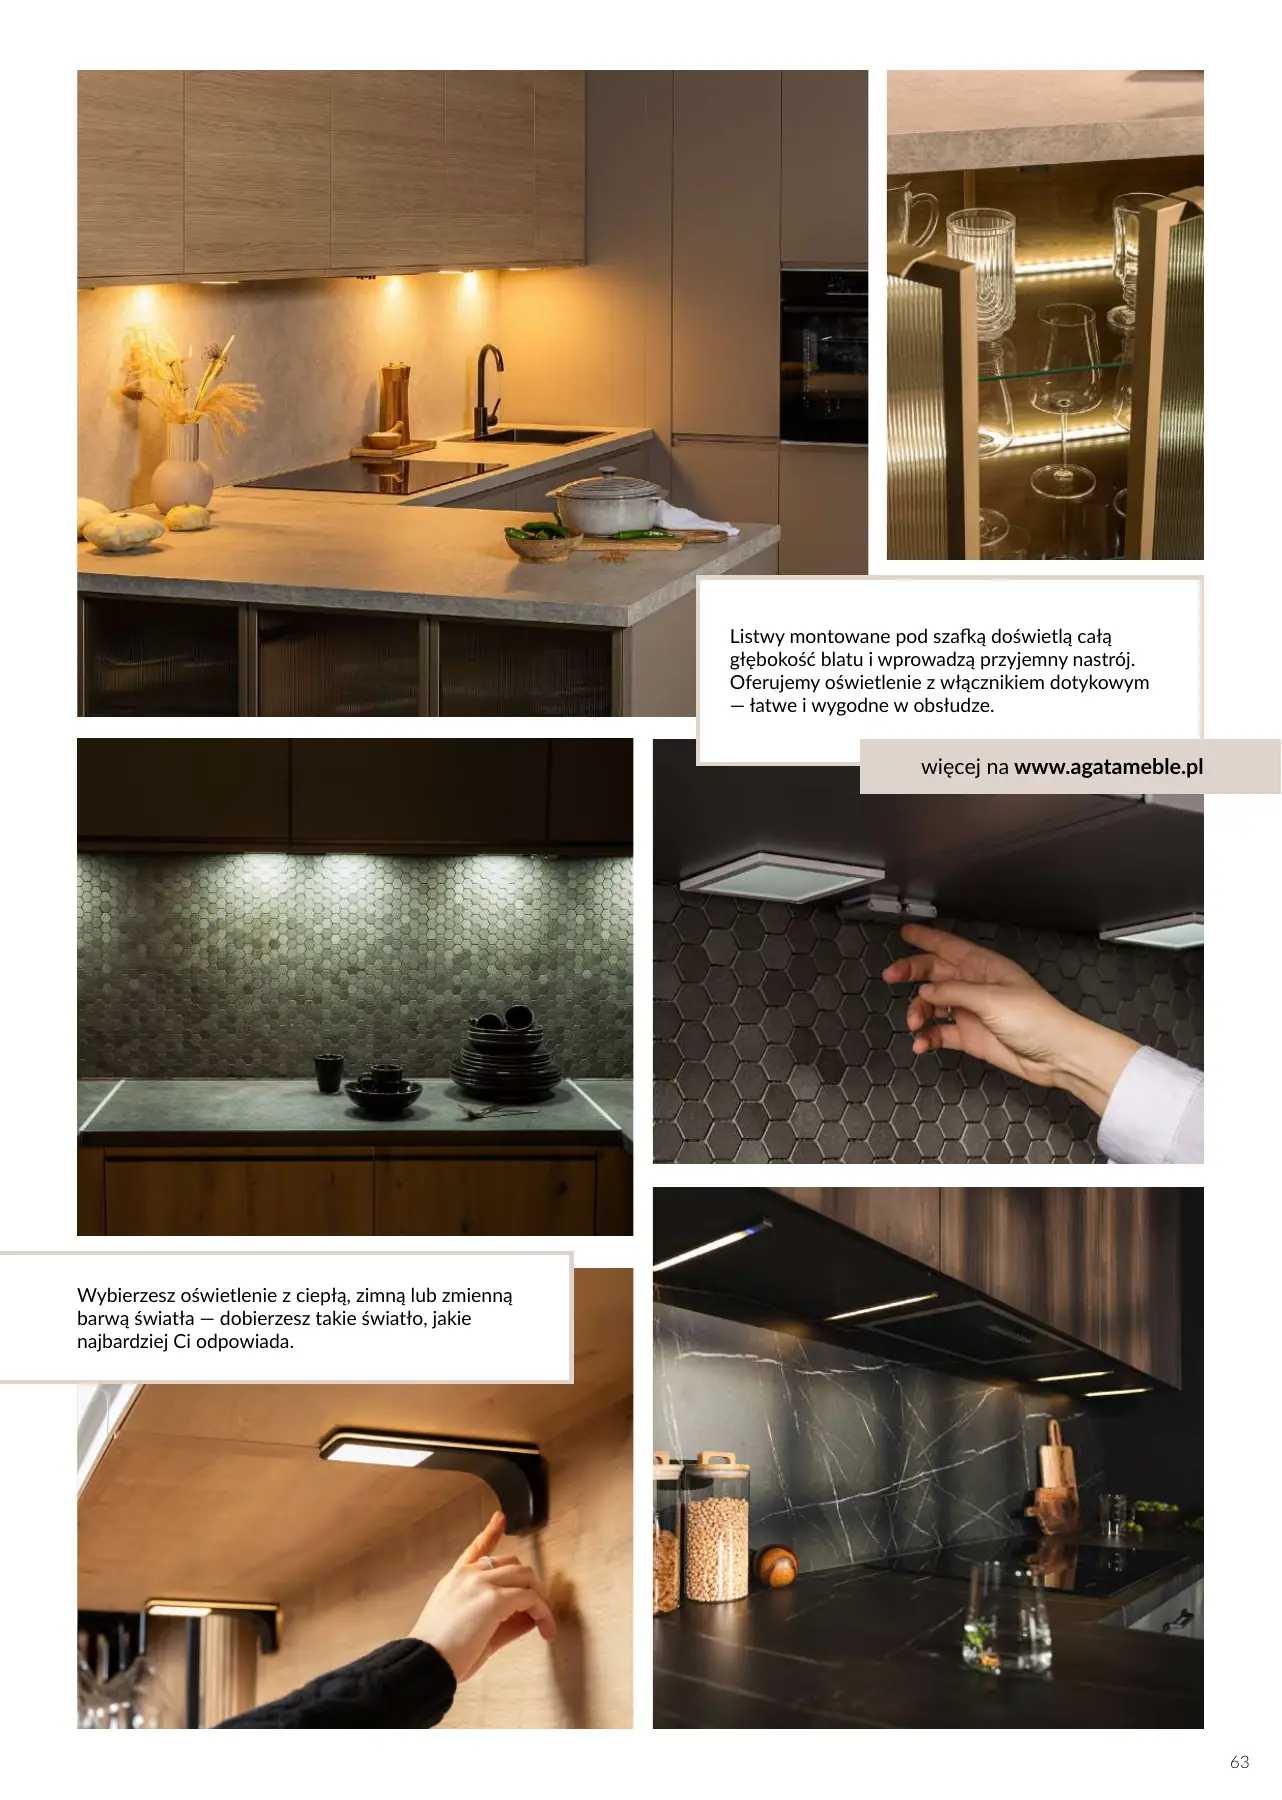 Listwy montowane pod szafką doświetlą całą
głębokość blatu i wprowadzą przyjemny nastrój.
Oferujemy oświetlenie z włącznikiem dotykowym
— łatwe i wygodne w obsłudze.
więcej na www.agatameble.pl
Wybierzesz oświetlenie z ciepłą, zimną lub zmienną
barwą światła — dobierzesz takie światło, jakie
najbardziej Ci odpowiada.
63